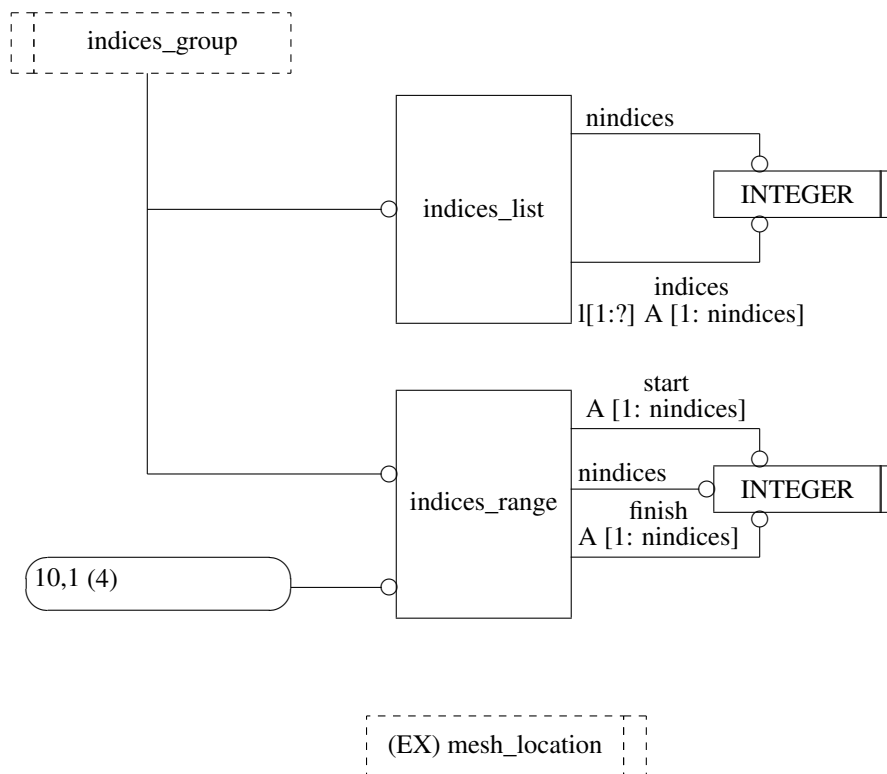 indices_group
nindices
INTEGER
indices_list
indices
l[1:?] A [1: nindices]
start
A [1: nindices]
nindices
INTEGER
indices_range
finish
A [1: nindices]
10,1 (4)
(EX) mesh_location